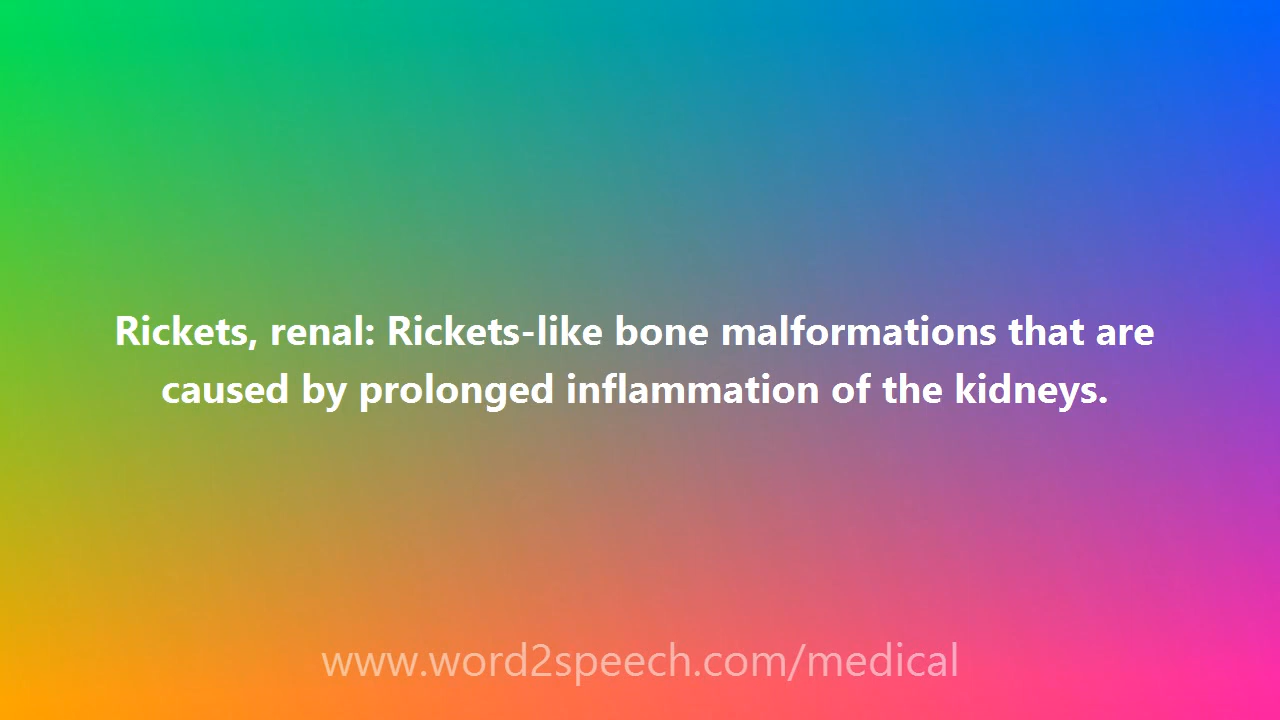 Rickets, renal: Rickets-like bone malformations that are
caused by prolonged inflammation of the kidneys.
www.word2speech.com/medical